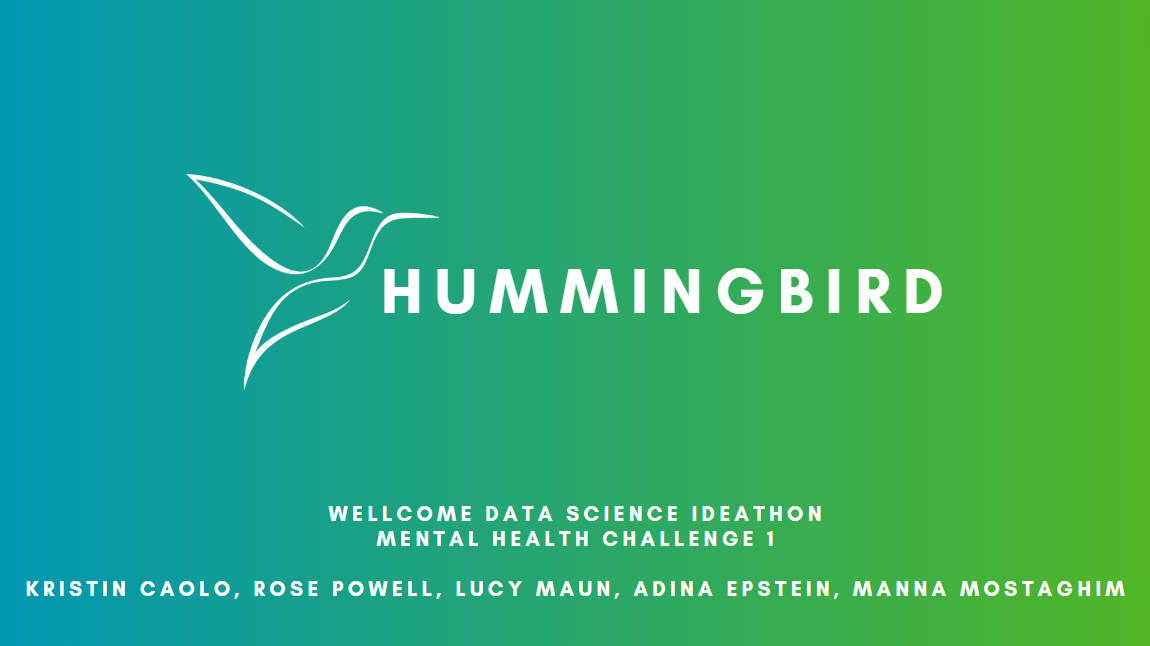 HUMMINGBIRD
WELLCOME DATA SCIENCE IDEATHON
MENTAL HEALTH CHALLENGE 1
KRISTIN CAOLO, ROSE POWELL, LUCY MAUN, ADINA EPSTEIN, MANNA MOSTAGHIM